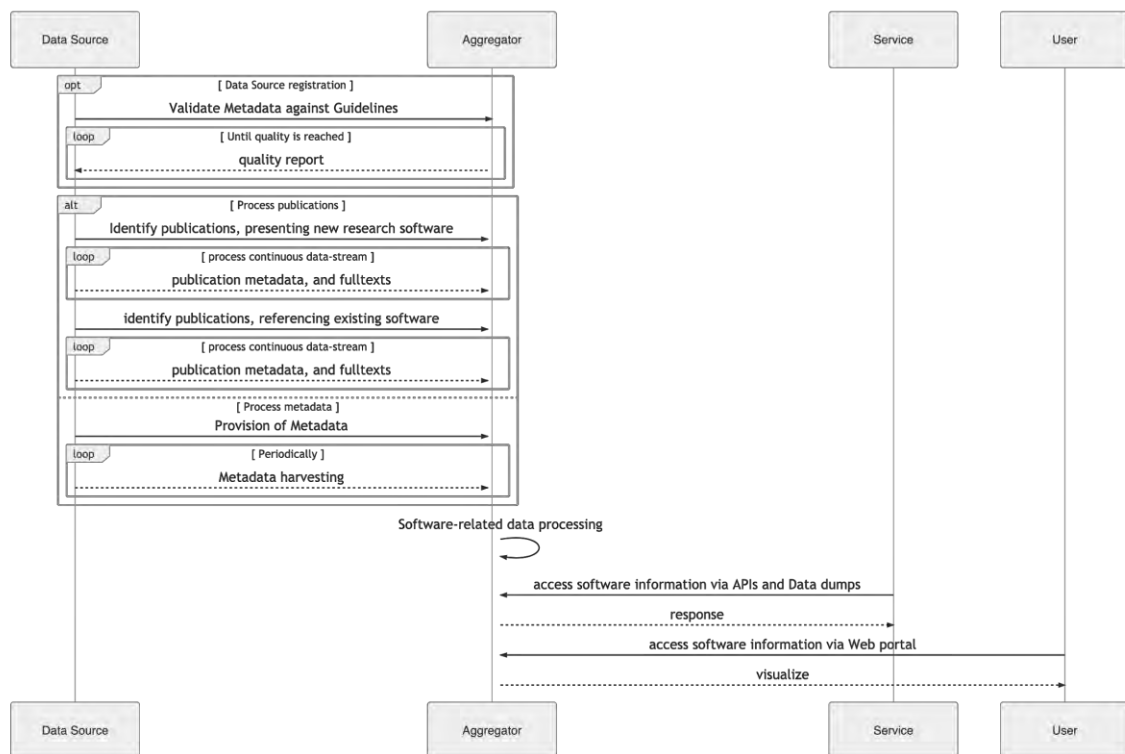 Data Source
Aggregator
Service
User
opt
[ Data Source registration ]
Validate Metadata against Guidelines
loop
[ Until quality is reached ]
quality report
alt
[ Process publications ]
Identify publications, presenting new research software
loop
[ process continuous data-stream ]
publication metadata, and fulltexts
identify publications, referencing existing software
loop
[ process continuous data-stream ]
publication metadata, and fulltexts
[ Process metadata ]
Provision of Metadata
loop
[ Periodically ]
Metadata harvesting
Software-related data processing
access software information via APIs and Data dumps
response
access software information via Web portal
visualize
Data Source
Aggregator
Service
User